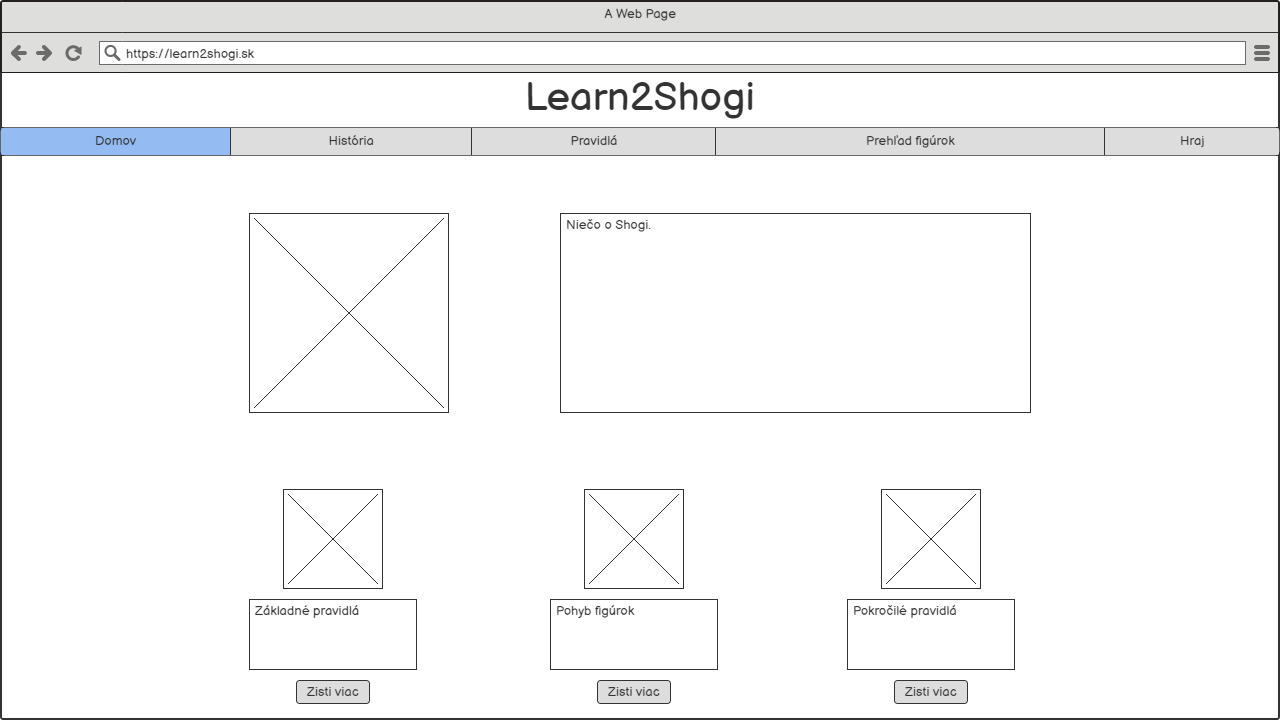 A Web Page
https://learn2shogi.sk
Learn2Shogi
Domov
História
Pravidlá
Prehľad figúrok
Hraj
Niečo o Shogi.
Základné pravidlá
Pohyb figúrok
Pokročilé pravidlá
Zisti viac
Zisti viac
Zisti viac